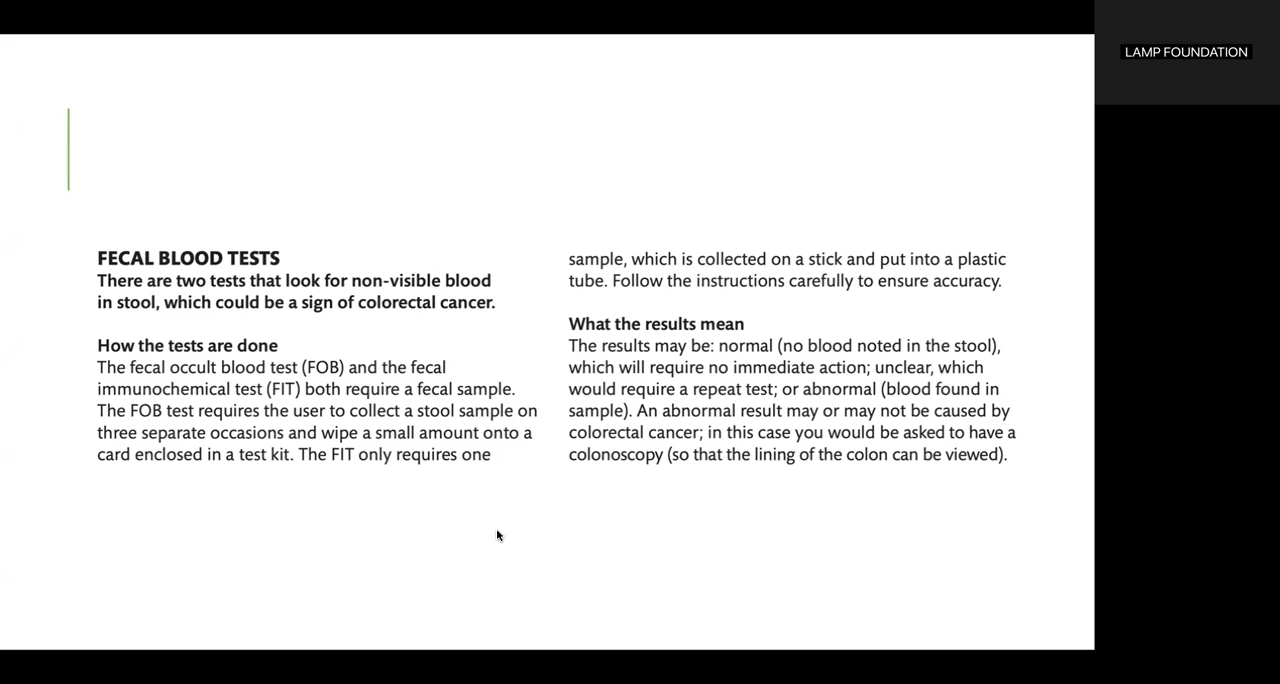 LAMP FOUNDATION
FECAL BLOOD TESTS
There are two tests that look for non-visible blood
in stool, which could be a sign of colorectal cancer.
How the tests are done
The fecal occult blood test (FOB) and the fecal
immunochemical test (FIT) both require a fecal sample.
The FOB test requires the user to collect a stool sample on
three separate occasions and wipe a small amount onto a
card enclosed in a test kit. The FIT only requires one
sample, which is collected on a stick and put into a plastic
tube. Follow the instructions carefully to ensure accuracy.
What the results mean
The results may be: normal (no blood noted in the stool),
which will require no immediate action; unclear, which
would require a repeat test; or abnormal (blood found in
sample). An abnormal result may or may not be caused by
colorectal cancer; in this case you would be asked to have a
colonoscopy (so that the lining of the colon can be viewed).